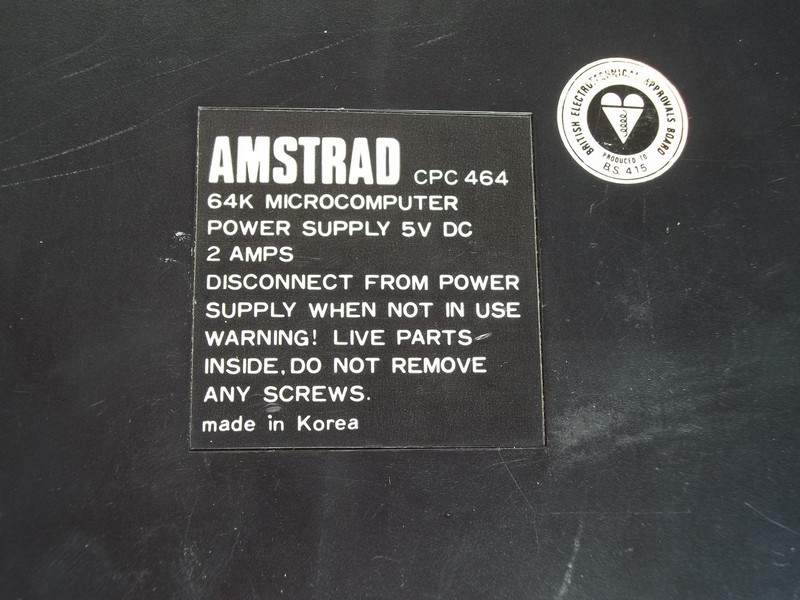 AMSTRAD CPC 464
64K MICROCOMPUTER
POWER SUPPLY 5V DC
2 AMPS
DISCONNECT FROM POWER
SUPPLY WHEN NOT IN USE
WARNING! LIVE PARTS
INSIDE, DO NOT REMOVE
ANY SCREWS.
made in Korea
BRITISH ELECTROTECHNICAL APPROVALS BOARD
PRODUCED TO
B.S. 415